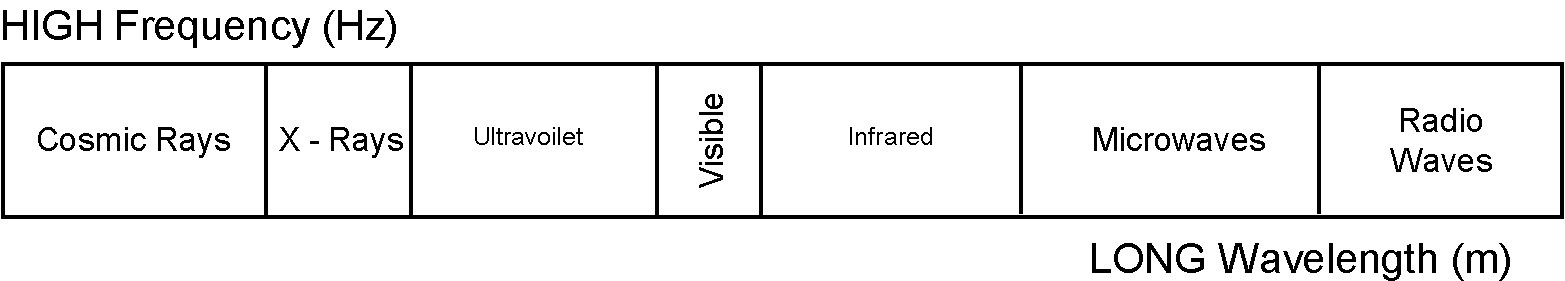 HIGH Frequency (Hz)
Cosmic Rays
X - Rays
Ultravoilet
Visible
Infrared
Microwaves
Radio
Waves
LONG Wavelength (m)